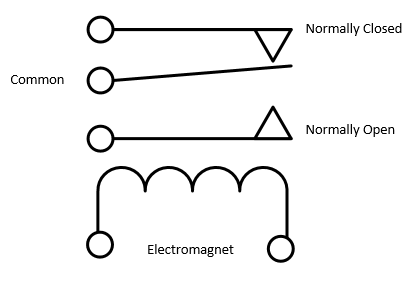 Normally Closed
Common
Normally Open
Electromagnet